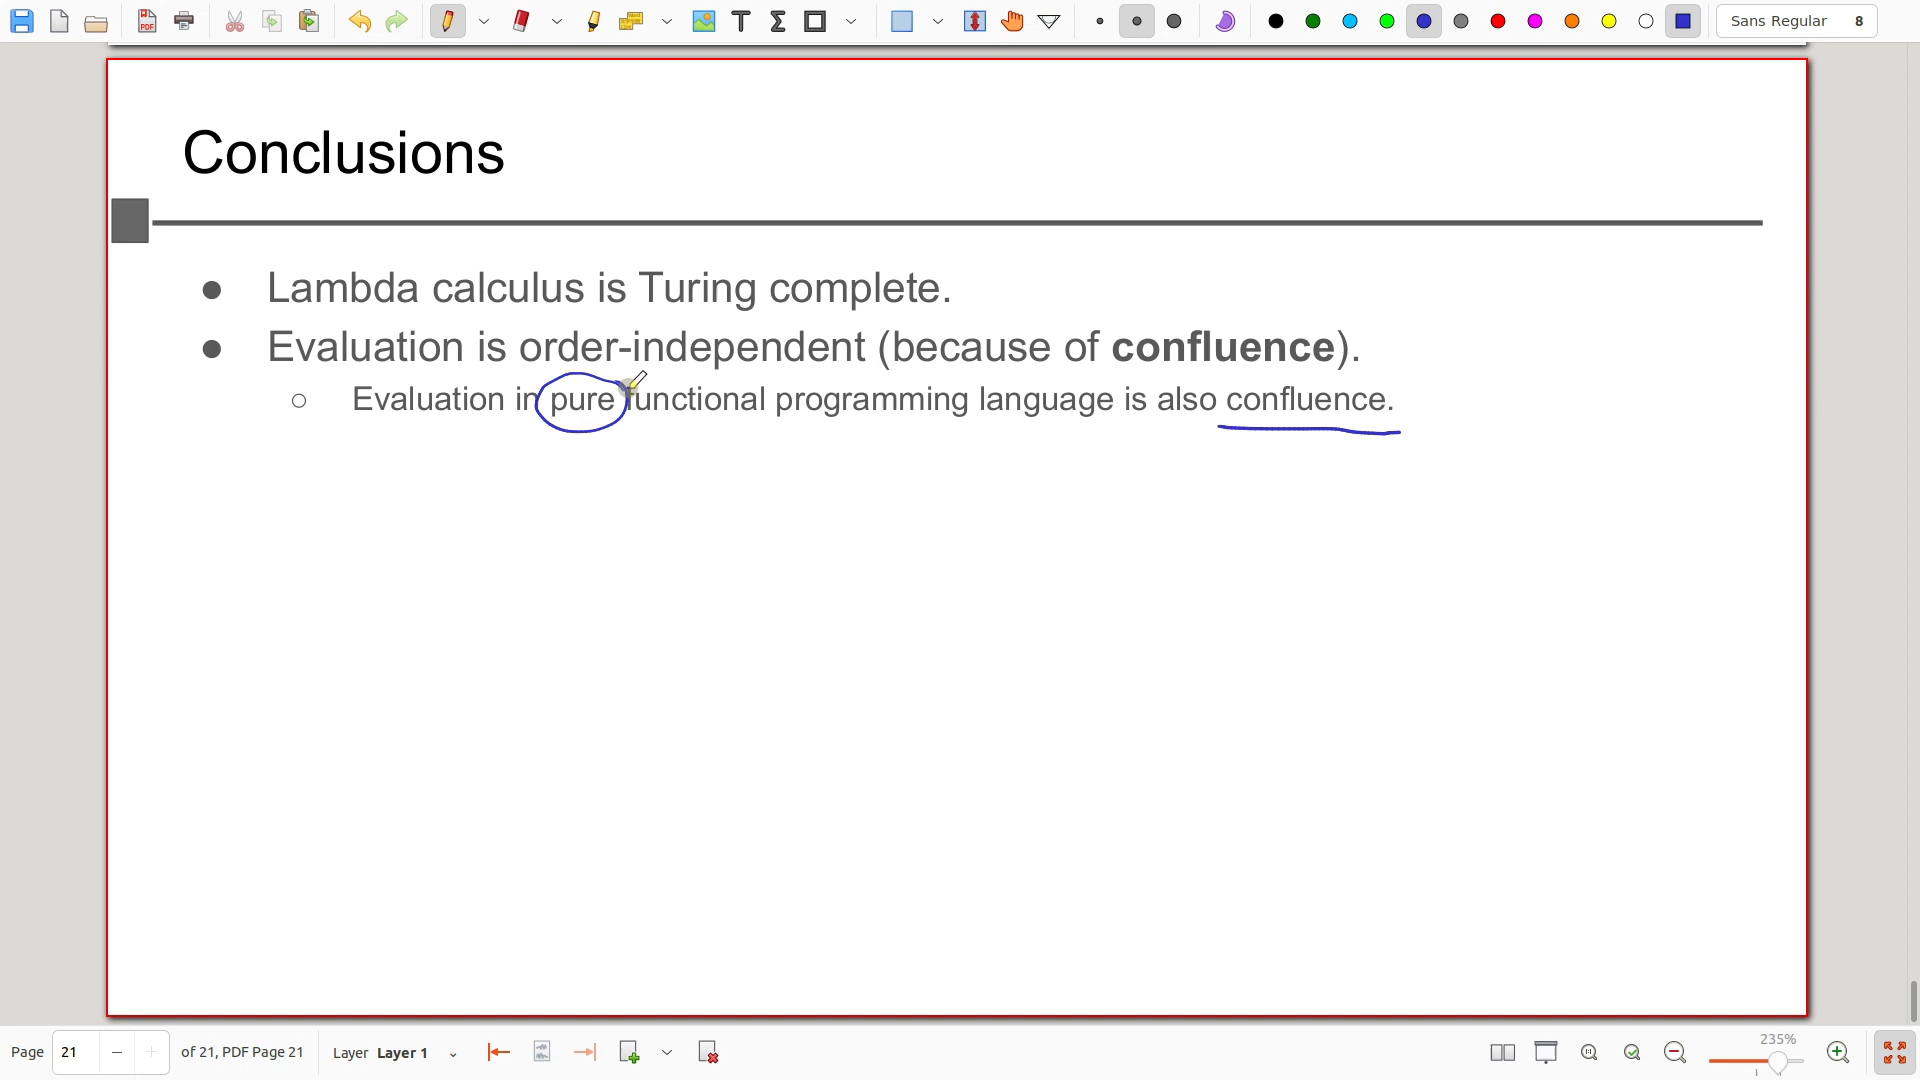 Sans Regular 8
Conclusions
● Lambda calculus is Turing complete.
● Evaluation is order-independent (because of confluence).
○ Evaluation in pure functional programming language is also confluence.
235%
Page 21 of 21, PDF Page 21 Layer Layer 1